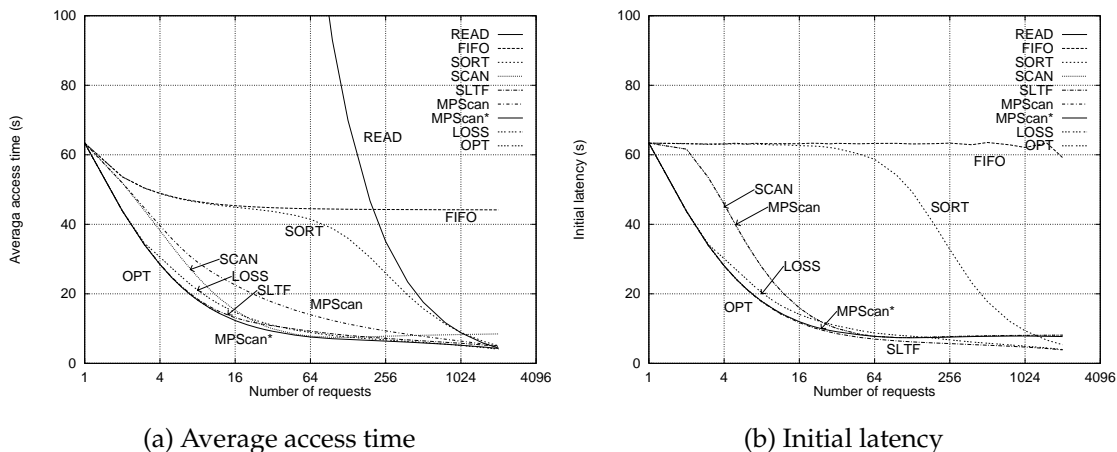 100
80
60
40
20
0
1
4
16
64
256
1024
4096
Averaga access time (s)
Number of requests
READ
FIFO
SORT
SCAN
SLTF
MPScan
MPScan*
LOSS
OPT
READ
FIFO
SORT
SCAN
LOSS
SLTF
MPScan
OPT
MPScan*
(a) Average access time
100
80
60
40
20
0
1
4
16
64
256
1024
4096
Initial latency (s)
Number of requests
READ
FIFO
SORT
SCAN
SLTF
MPScan
MPScan*
LOSS
OPT
FIFO
SORT
SCAN
MPScan
LOSS
OPT
MPScan*
SLTF
(b) Initial latency